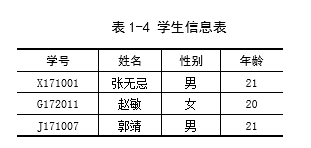 表 1-4 学生信息表
学号 姓名 性别 年龄
X171001 张无忌 男 21
G172011 赵敏 女 20
J171007 郭靖 男 21